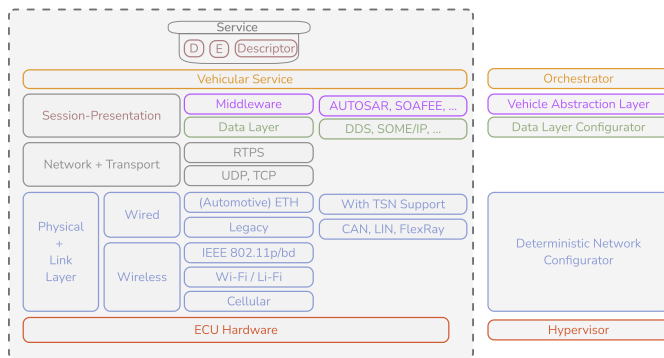 Service
D E Descriptor
Vehicular Service
Orchestrator
Session-Presentation
Middleware
AUTOSAR, SOAFEE, ...
Vehicle Abstraction Layer
Data Layer
DDS, SOME/IP, ...
Data Layer Configurator
Network + Transport
RTPS
UDP, TCP
Physical
+
Link
Layer
Wired
(Automotive) ETH
With TSN Support
Legacy
CAN, LIN, FlexRay
Wireless
IEEE 802.11p/bd
Wi-Fi / Li-Fi
Cellular
Deterministic Network
Configurator
ECU Hardware
Hypervisor